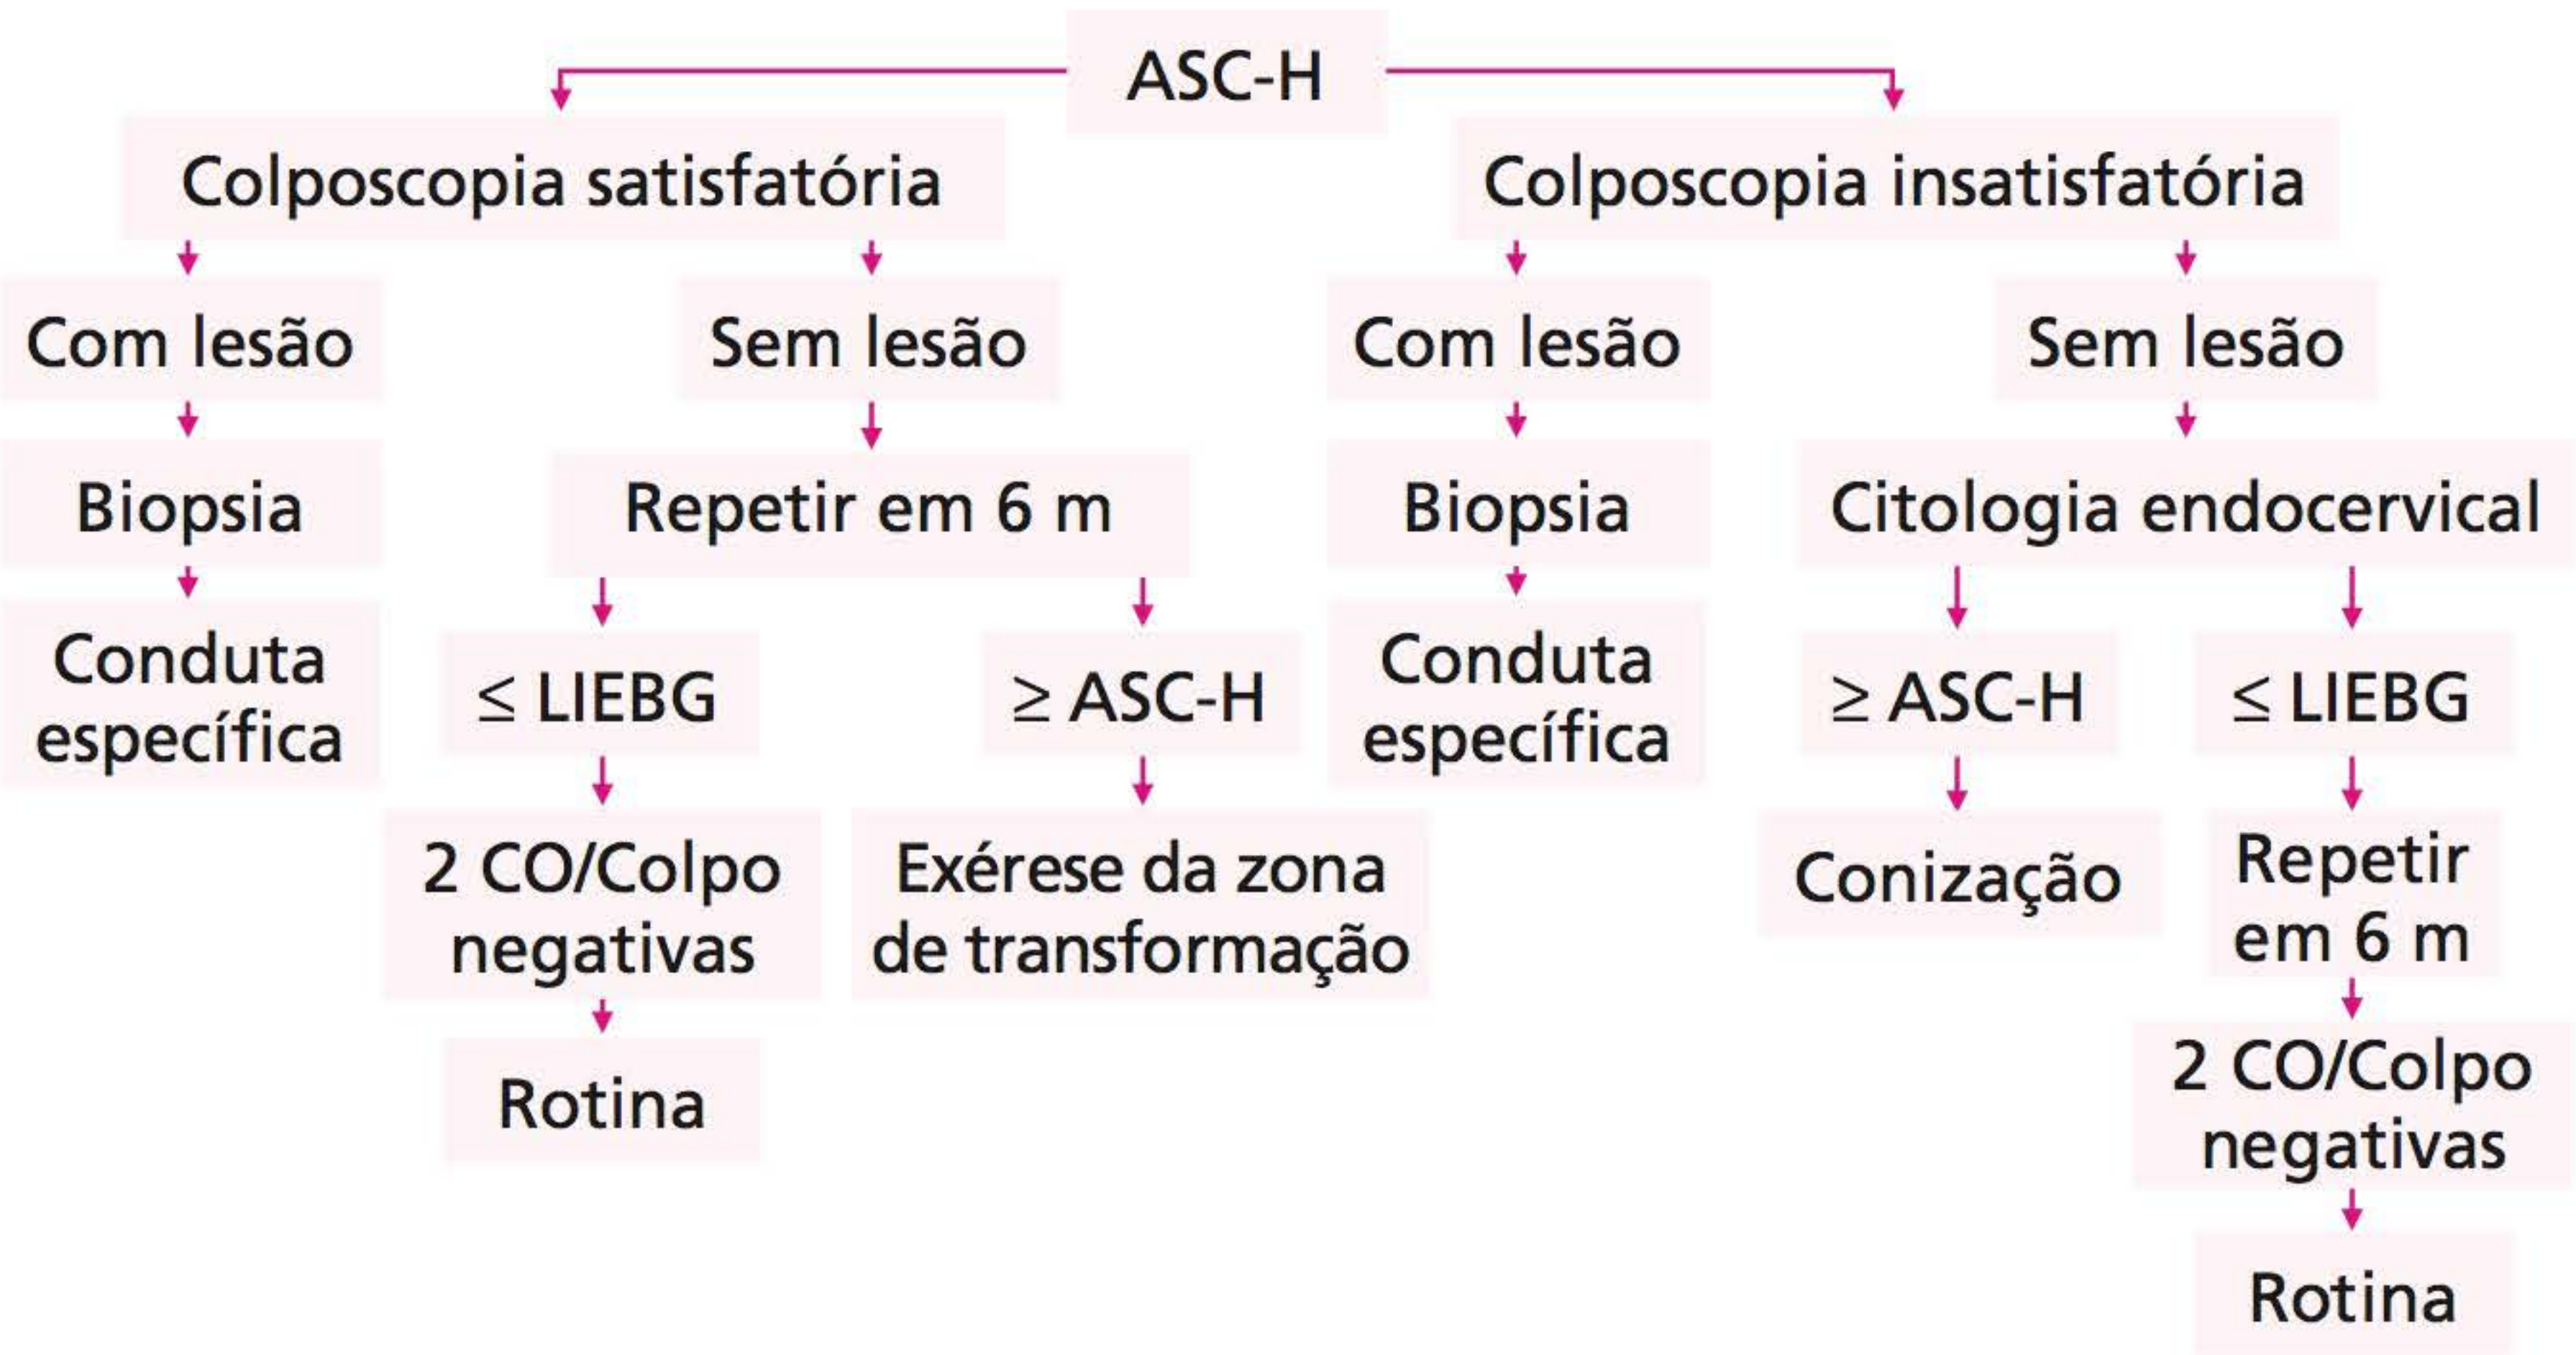 ASC-H
Colposcopia satisfatória
Colposcopia insatisfatória
Com lesão
Sem lesão
Com lesão
Sem lesão
Biopsia
Repetir em 6 m
Biopsia
Citologia endocervical
Conduta
específica
≤ LIEBG
≥ ASC-H
Conduta
específica
≥ ASC-H
≤ LIEBG
2 CO/Colpo
negativas
Exérese da zona
de transformação
Conização
Repetir
em 6 m
Rotina
2 CO/Colpo
negativas
Rotina